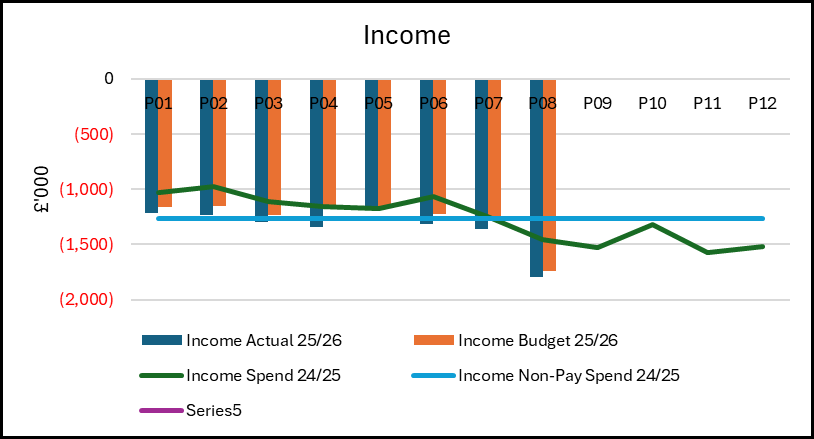 Income
0
P01 P02 P03 P04 P05 P06 P07 P08 P09 P10 P11 P12
(500)
£'000
(1,000)
(1,500)
(2,000)
Income Actual 25/26 Income Budget 25/26
Income Spend 24/25 Income Non-Pay Spend 24/25
Series5